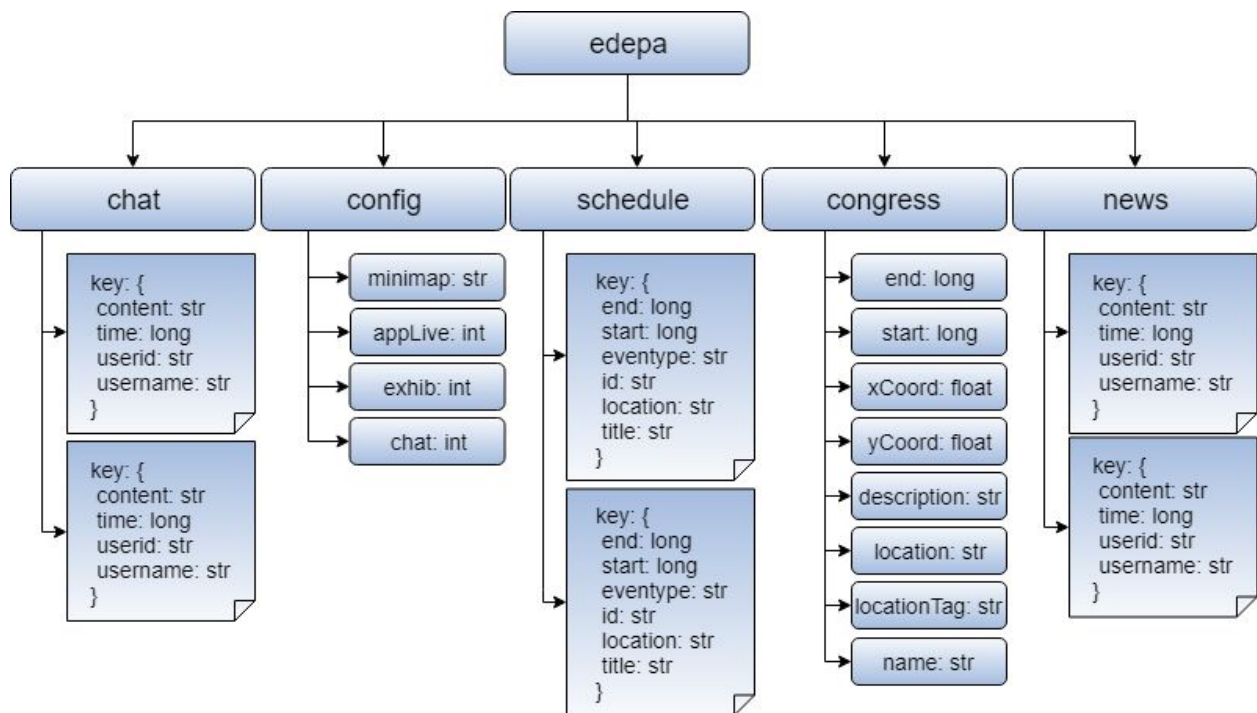 edepa
chat
config
schedule
congress
news
key: {
content: str
time: long
userid: str
username: str
}
key: {
content: str
time: long
userid: str
username: str
}
minimap: str
appLive: int
exhib: int
chat: int
key: {
end: long
start: long
eventype: str
id: str
location: str
title: str
}
key: {
end: long
start: long
eventype: str
id: str
location: str
title: str
}
end: long
start: long
xCoord: float
yCoord: float
description: str
location: str
locationTag: str
name: str
key: {
content: str
time: long
userid: str
username: str
}
key: {
content: str
time: long
userid: str
username: str
}